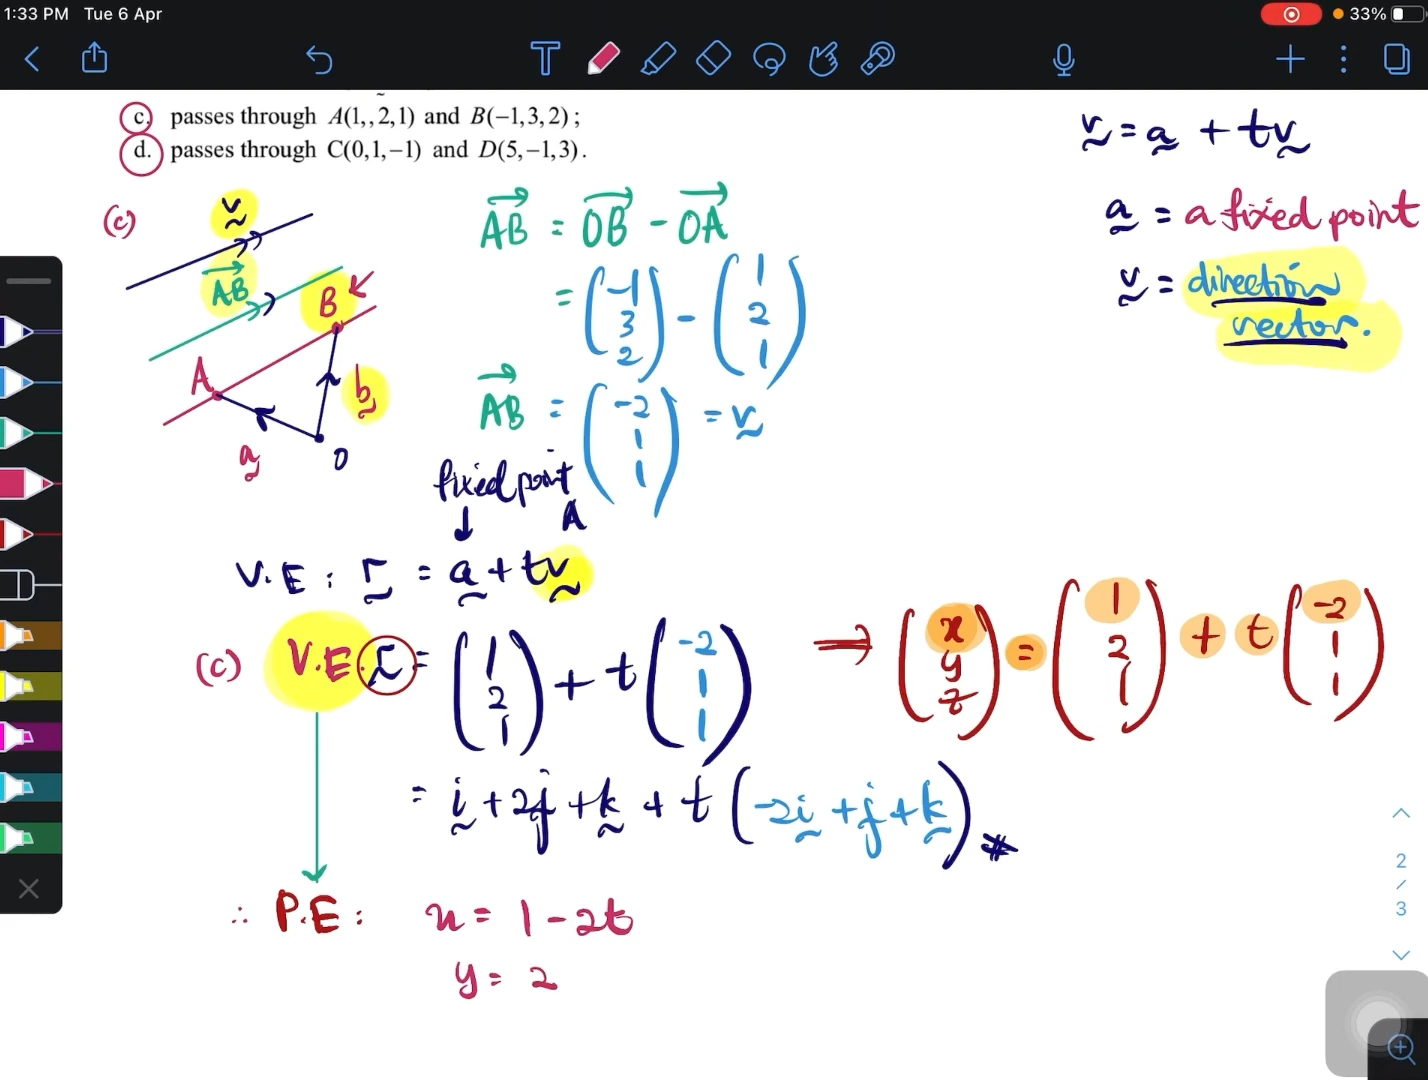 1:33 PM Tue 6 Apr 33%
c. passes through A(1,,2,1) and B(−1,3,2);
d. passes through C(0,1,−1) and D(5,−1,3).
r = a + tv
a = a fixed point
v = direction
vector.
(c)
v
AB
B
A
b
a
O
AB = OB - OA
= (-1 3 2) - (1 2 1)
AB = (-2 1 1) = v
fixed point
A
V.E : r = a + tv
(c) V.E. r = (1 2 1) + t (-2 1 1) ⇒ (x y z) = (1 2 1) + t (-2 1 1)
= i + 2j + k + t (-2i + j + k) #
∴ P.E : x = 1 - 2t
y = 2
2
/
3